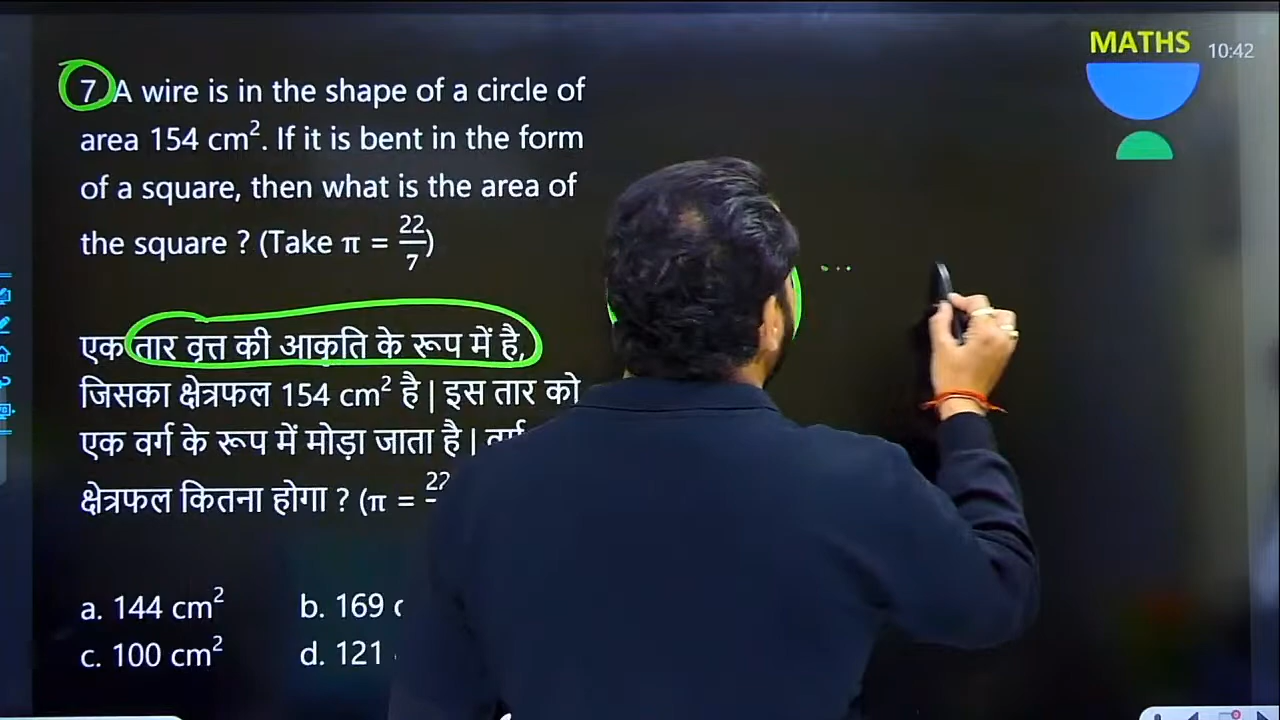 MATHS
10:42
7. A wire is in the shape of a circle of
area 154 cm². If it is bent in the form
of a square, then what is the area of
the square ? (Take π = 22/7)
एक तार वृत्त की आकृति के रूप में है,
जिसका क्षेत्रफल 154 cm² है | इस तार को
एक वर्ग के रूप में मोड़ा जाता है |
क्षेत्रफल कितना होगा ? (π =
a. 144 cm² b. 169
c. 100 cm² d. 121